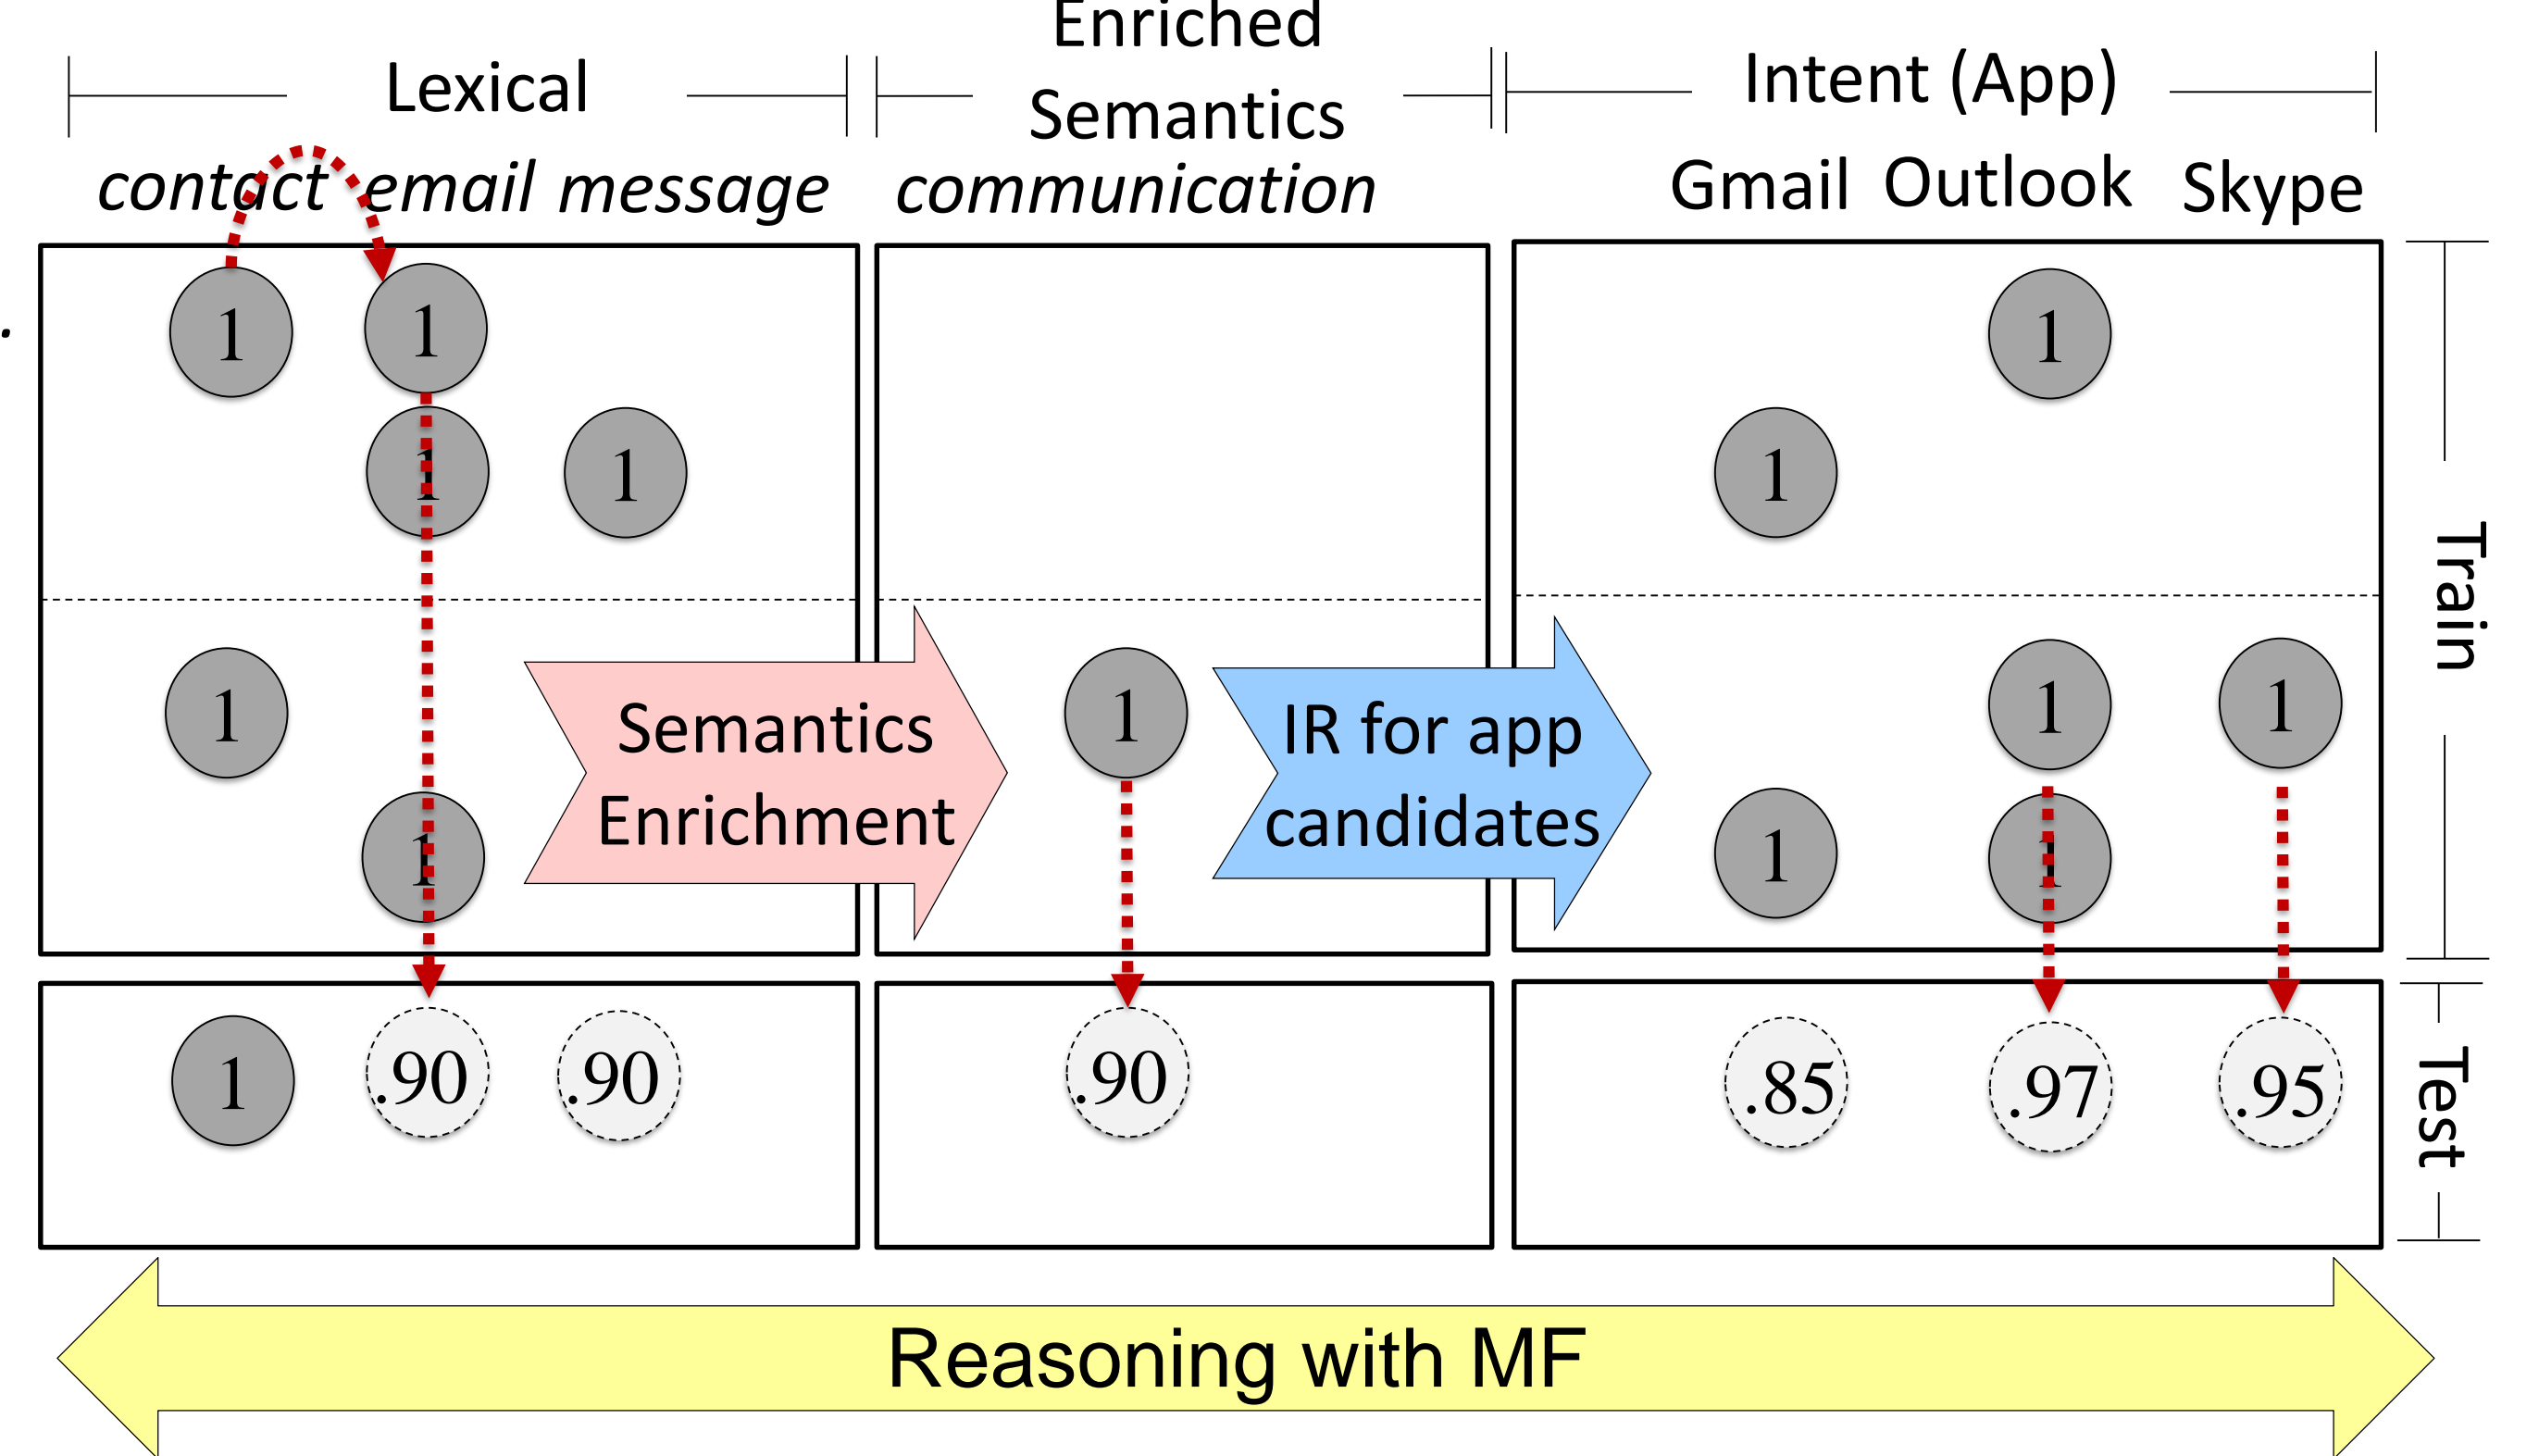 Enriched
Lexical
Semantics
Intent (App)
contact email message
communication
Gmail Outlook Skype
.
1 1 1
1 1 1
Train
1 1 1 1
Semantics
Enrichment
IR for app
candidates
1 1 1
1 .90 .90 .90 .85 .97 .95
Test
Reasoning with MF